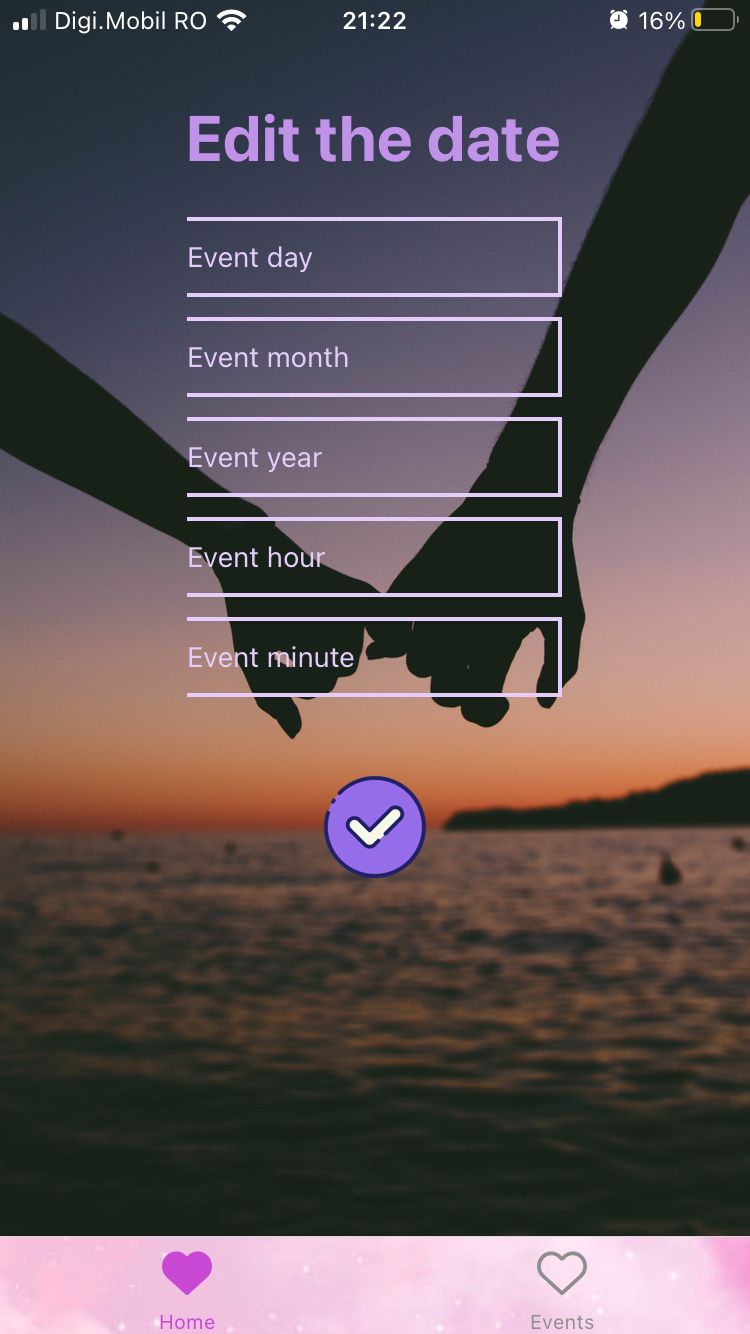 Digi.Mobil RO 21:22 16%
Edit the date
Event day
Event month
Event year
Event hour
Event minute
Home Events